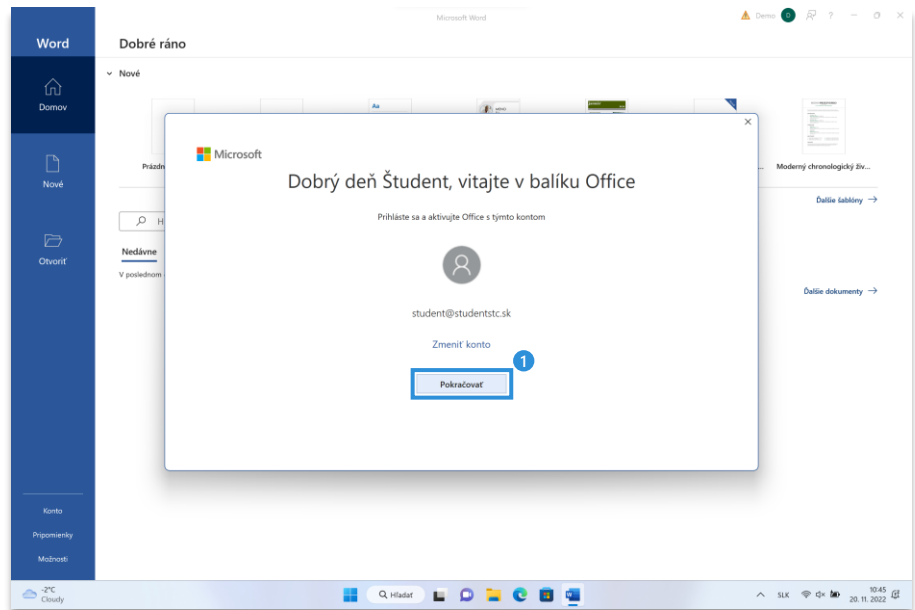 Microsoft Word
Demo
D
?
Word
Dobré ráno
Nové
Domov
Aa
Prázdn
Moderný chronologický živ...
Nové
Ďalšie šablóny
H
Nedávne
Otvoriť
V poslednom
Ďalšie dokumenty
Microsoft
Dobrý deň Študent, vitajte v balíku Office
Prihláste sa a aktivujte Office s týmto kontom
student@studentstc.sk
Zmeniť konto
1
Pokračovať
Konto
Pripomienky
Možnosti
-2°C
Cloudy
Hľadať
SLK
10:45
20. 11. 2022